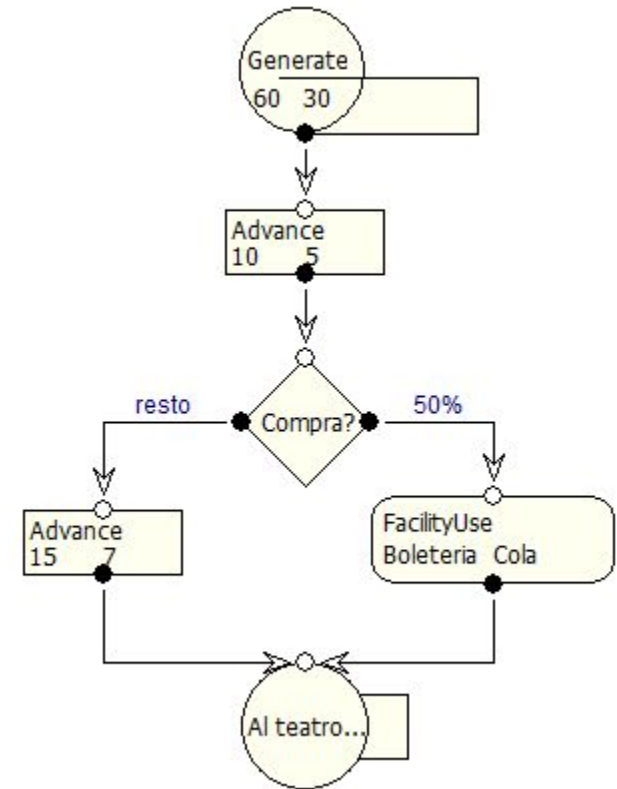 Generate
60 30
Advance
10 5
Compra?
resto
50%
Advance
15 7
FacilityUse
Boleteria Cola
Al teatro...